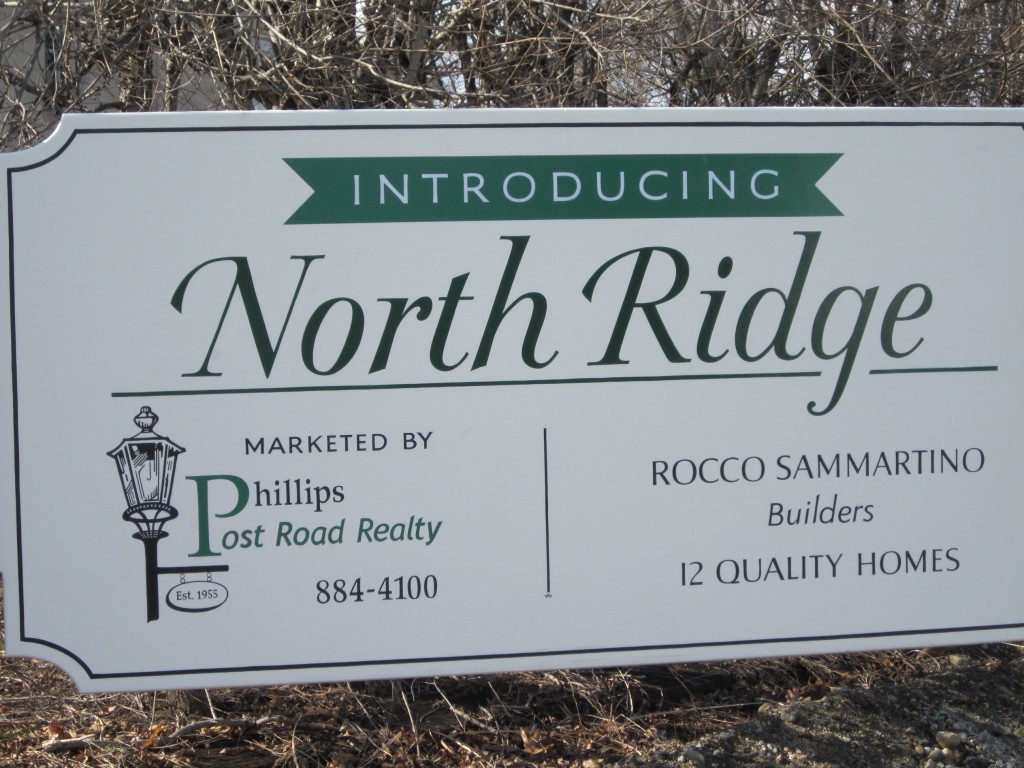 INTRODUCING
North Ridge
MARKETED BY
Phillips
Post Road Realty
Est. 1955
884-4100
ROCCO SAMMARTINO
Builders
12 QUALITY HOMES